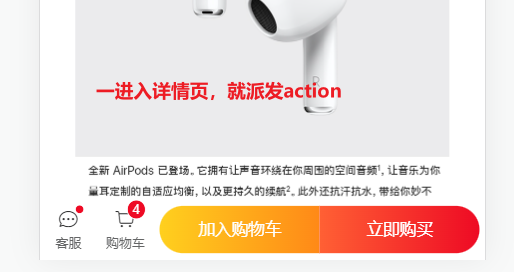 R
一进入详情页，就派发action
全新 AirPods 已登场。它拥有让声音环绕在你周围的空间音频¹，让音乐为你
量耳定制的自适应均衡，以及更持久的续航²。此外还抗汗抗水，带给你妙不
4
客服
购物车
加入购物车
立即购买